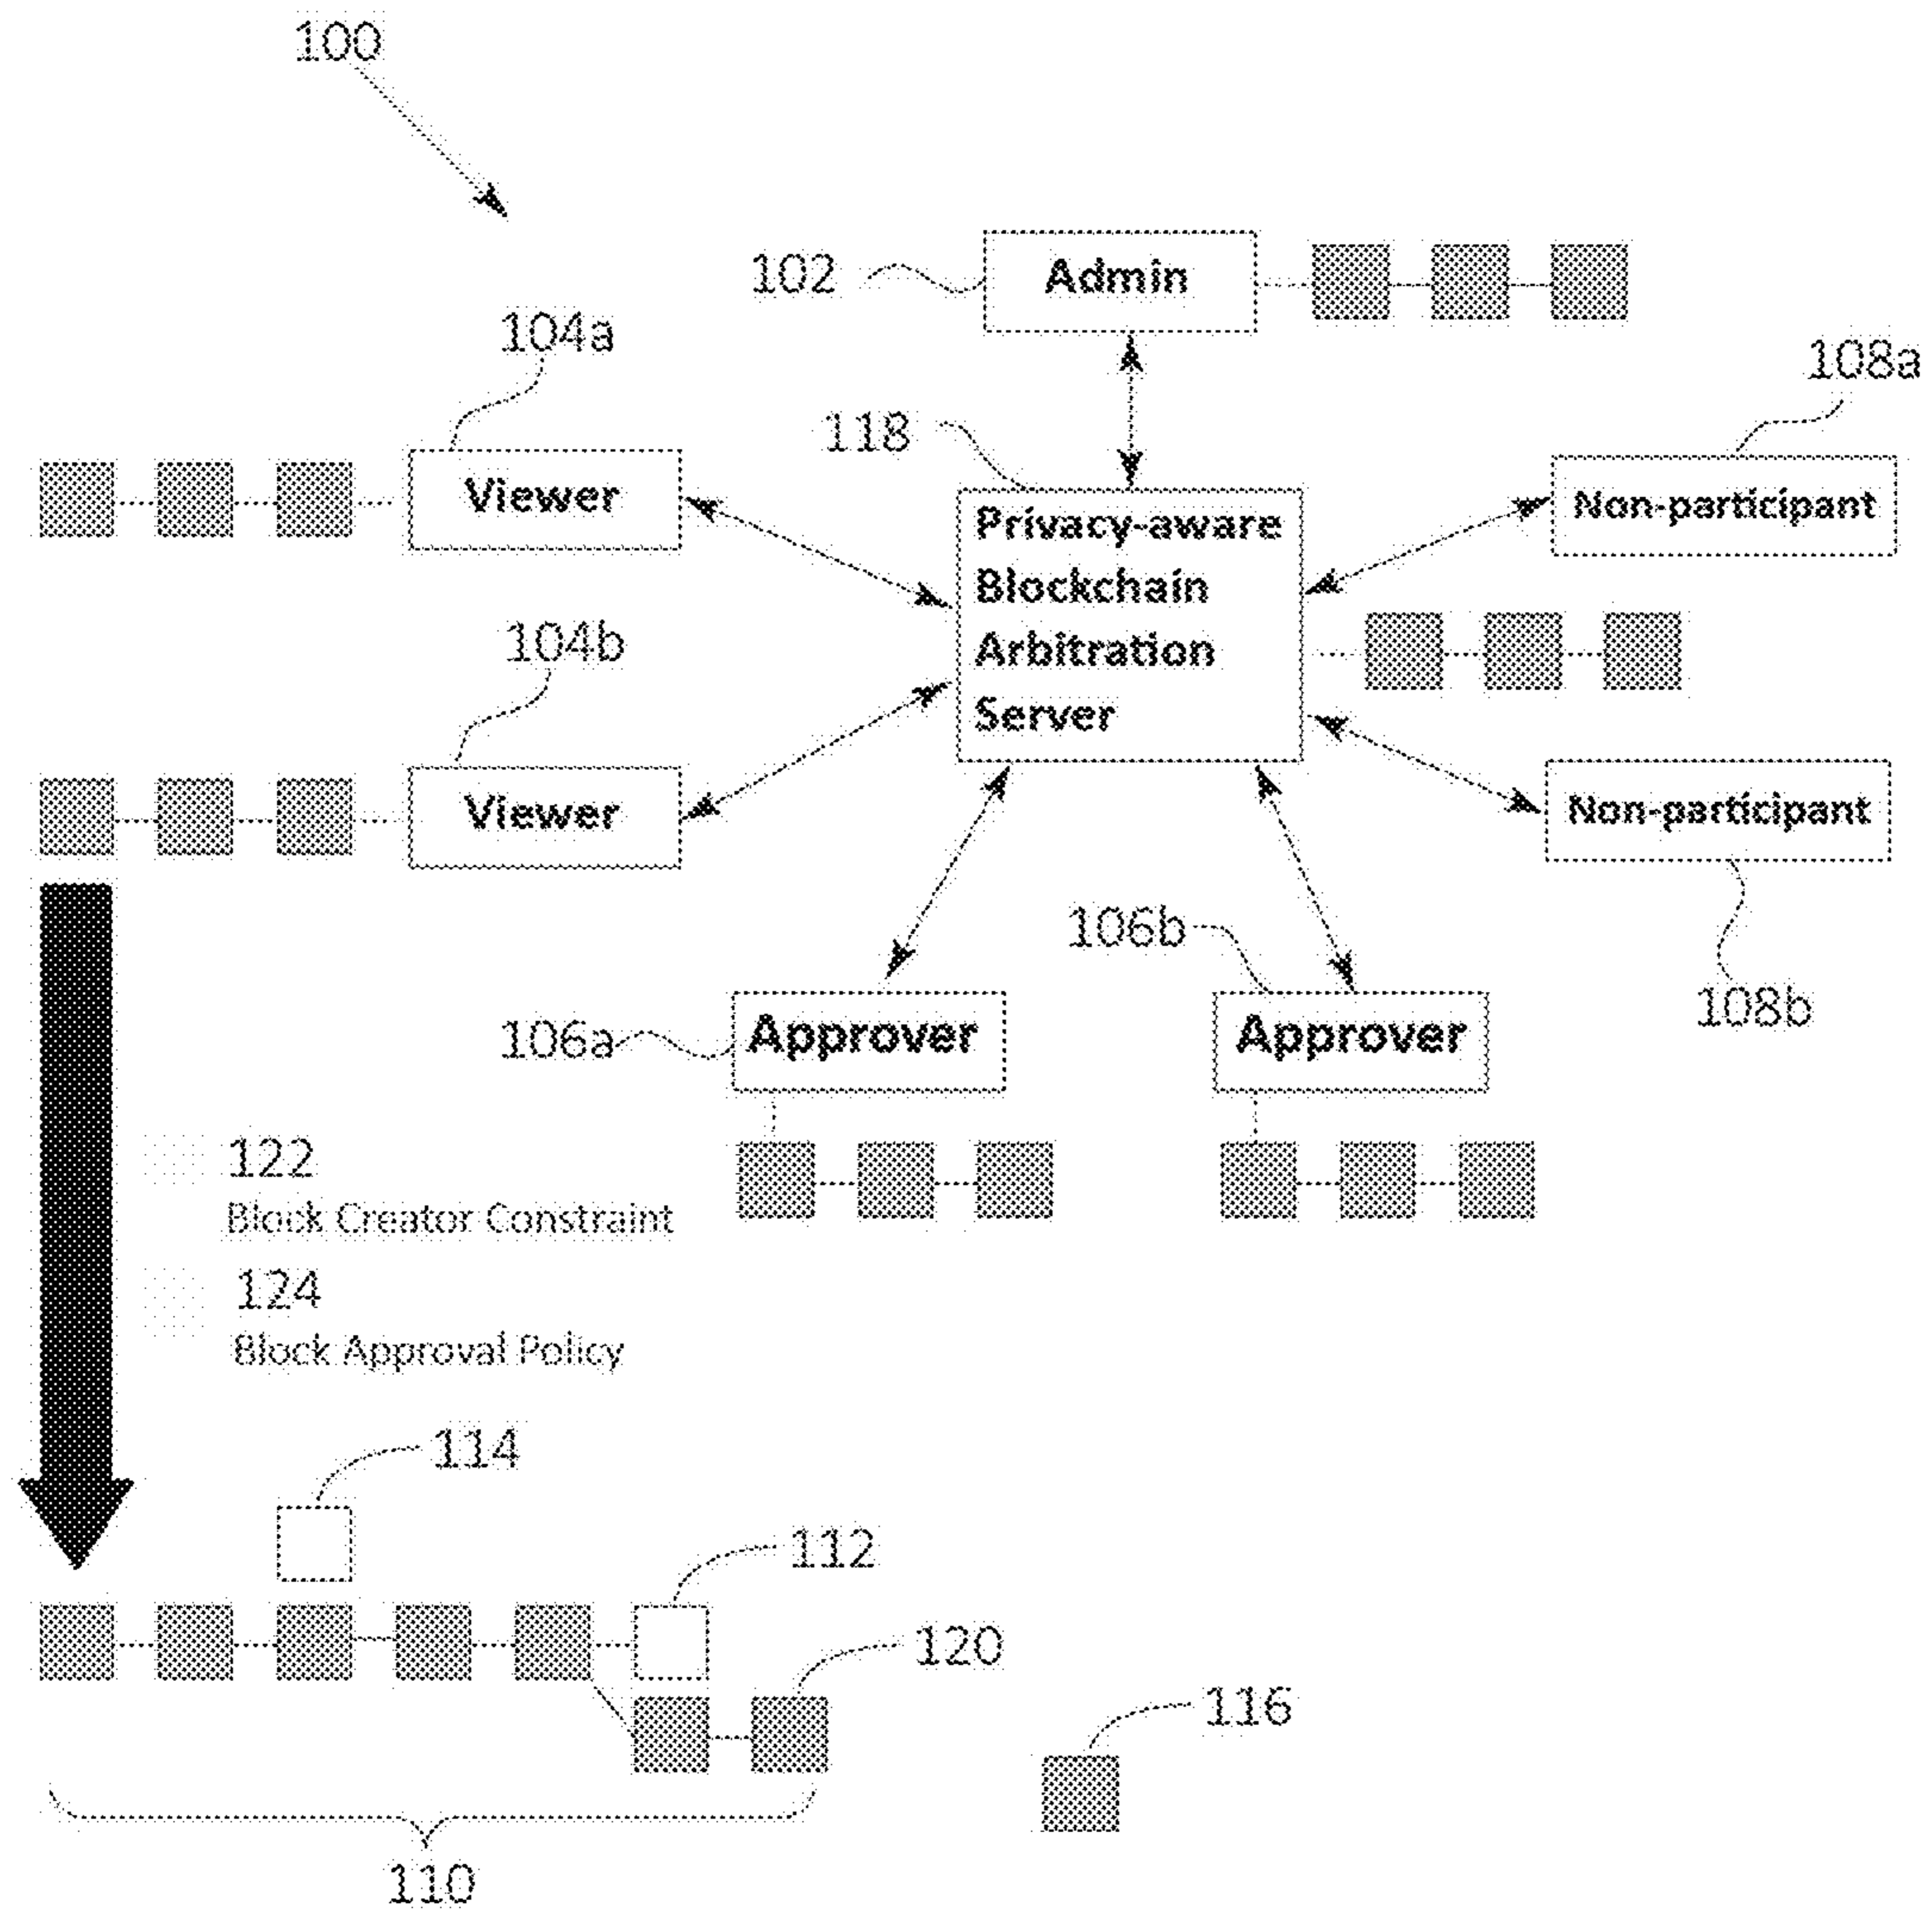 100
102
Admin
104a
108a
118
Viewer
Non-participant
Privacy-aware
Blockchain
Arbitration
Server
104b
Viewer
Non-participant
106b
108b
106a
Approver
Approver
122
Block Creator Constraint
124
Block Approval Policy
114
112
120
116
110